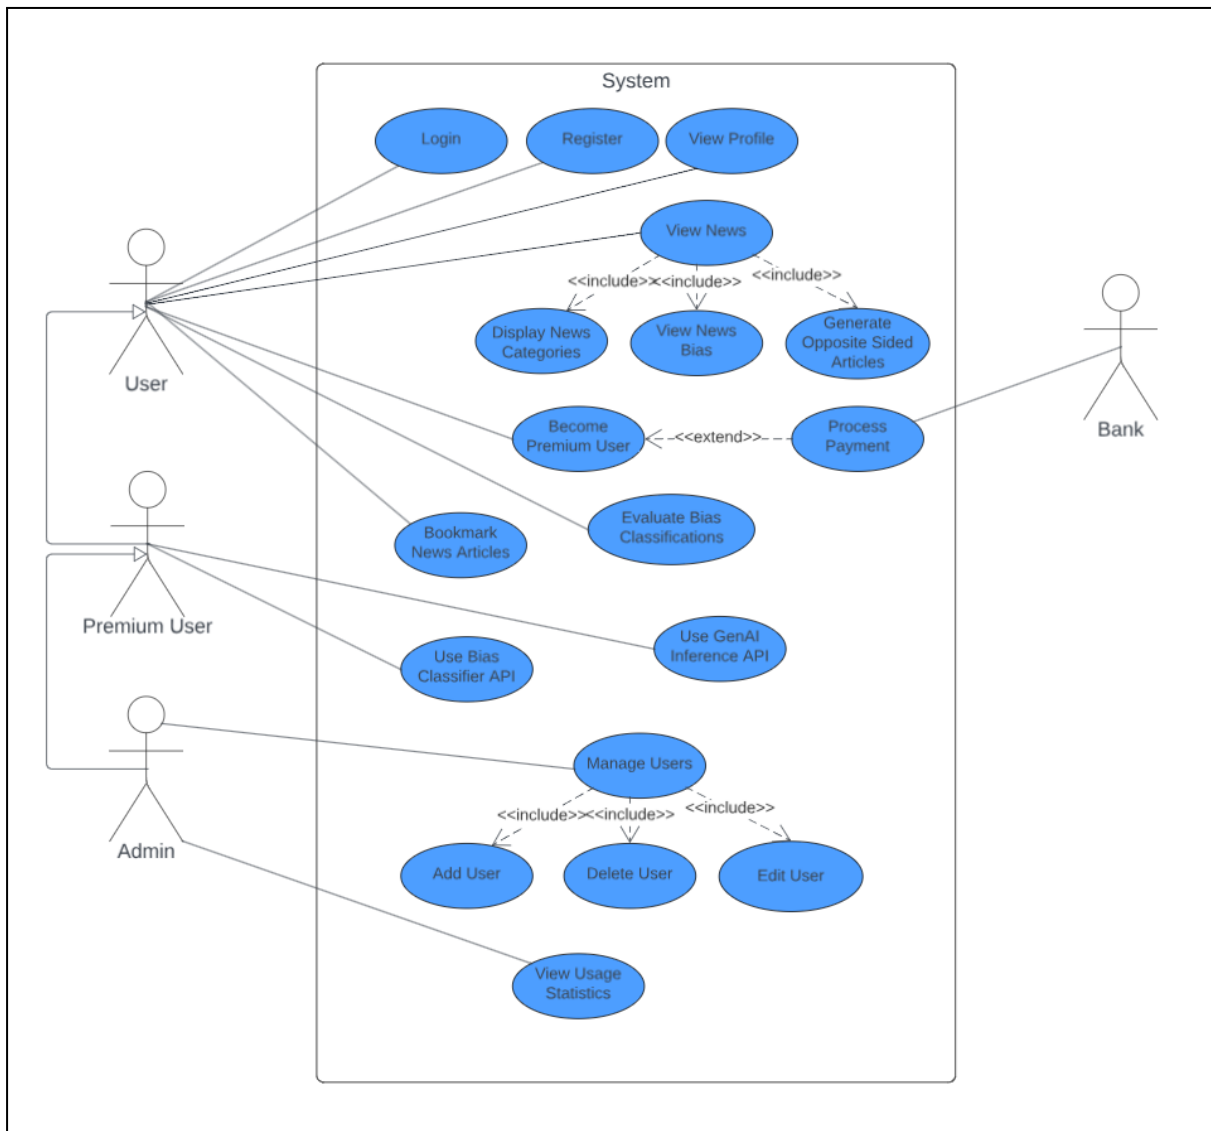 System
Login
Register
View Profile
View News
<<include>>
<<include>>
<<include>>
Display News
Categories
View News
Bias
Generate
Opposite Sided
Articles
User
Become
Premium User
<<extend>>
Process
Payment
Bank
Bookmark
News Articles
Evaluate Bias
Classifications
Premium User
Use Bias
Classifier API
Use GenAI
Inference API
Manage Users
<<include>>
<<include>>
<<include>>
Admin
Add User
Delete User
Edit User
View Usage
Statistics